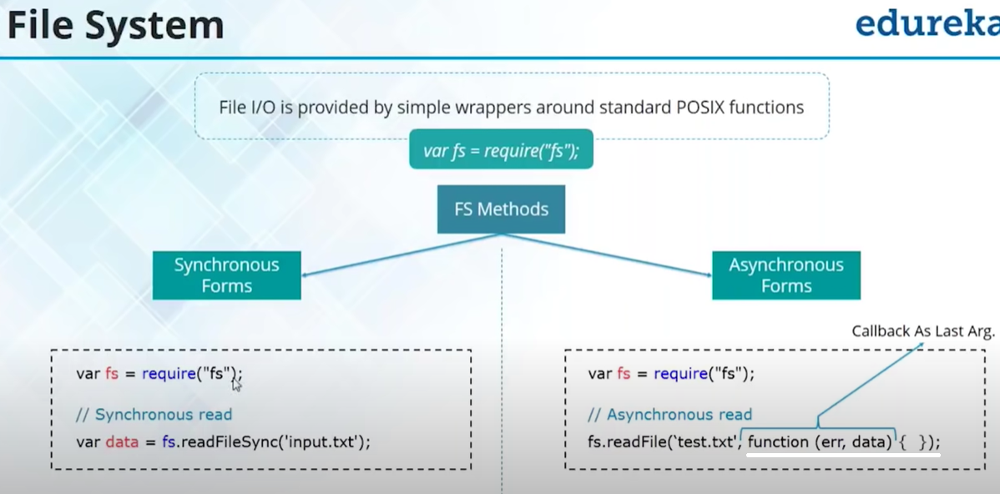 File System
edureka
File I/O is provided by simple wrappers around standard POSIX functions
var fs = require("fs");
FS Methods
Synchronous
Forms
Asynchronous
Forms
Callback As Last Arg.
var fs = require("fs");
// Synchronous read
var data = fs.readFileSync('input.txt');
var fs = require("fs");
// Asynchronous read
fs.readFile('test.txt', function (err, data) { });